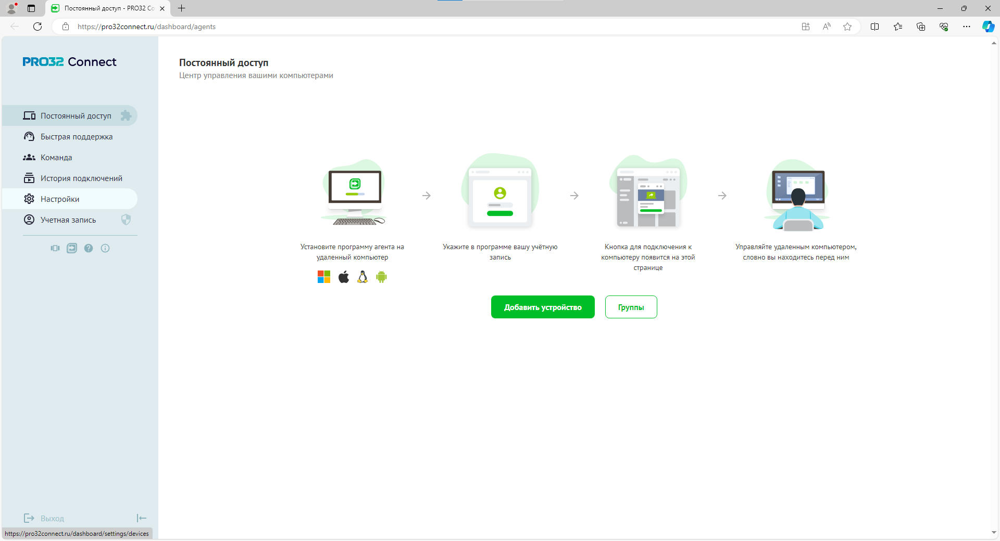 Постоянный доступ - PRO32 Co
https://pro32connect.ru/dashboard/agents
PRO32 Connect
Постоянный доступ
Быстрая поддержка
Команда
История подключений
Настройки
Учетная запись
Выход
https://pro32connect.ru/dashboard/settings/devices
Постоянный доступ
Центр управления вашими компьютерами
Установите программу агента на
удаленный компьютер
Укажите в программе вашу учётную
запись
Кнопка для подключения к
компьютеру появится на этой
странице
Управляйте удаленным компьютером,
словно вы находитесь перед ним
Добавить устройство
Группы